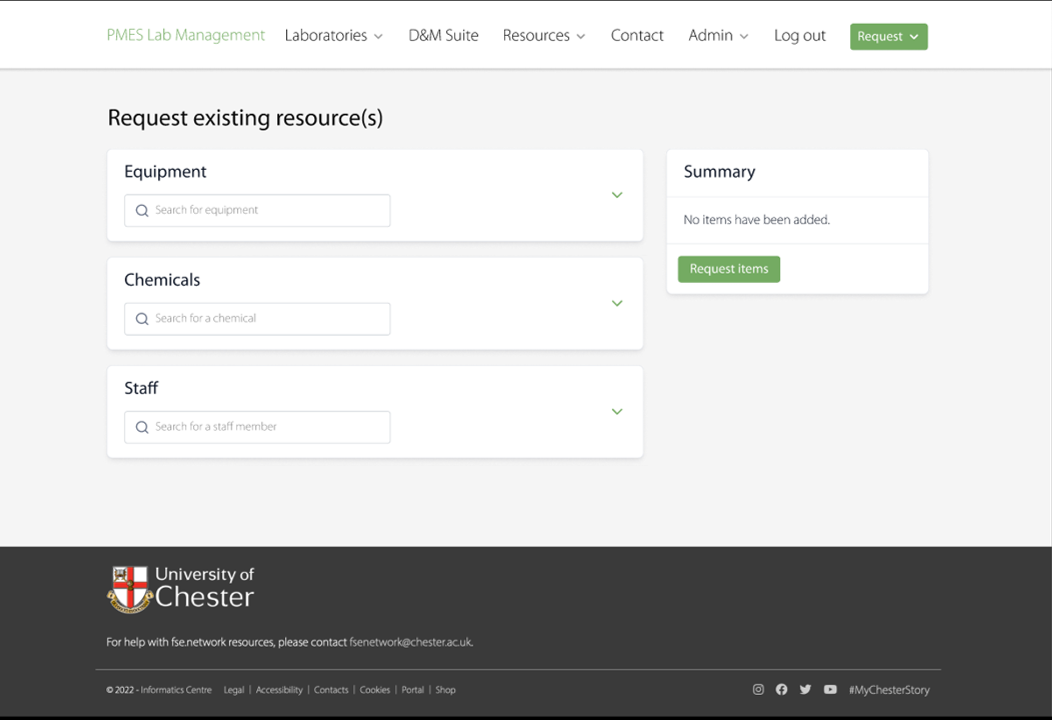 PMES Lab Management Laboratories D&M Suite Resources Contact Admin Log out Request
Request existing resource(s)
Equipment
Search for equipment
Chemicals
Search for a chemical
Staff
Search for a staff member
Summary
No items have been added.
Request items
University of
Chester
For help with fse.network resources, please contact fsenetwork@chester.ac.uk.
© 2022 - Informatics Centre Legal | Accessibility | Contacts | Cookies | Portal | Shop
#MyChesterStory